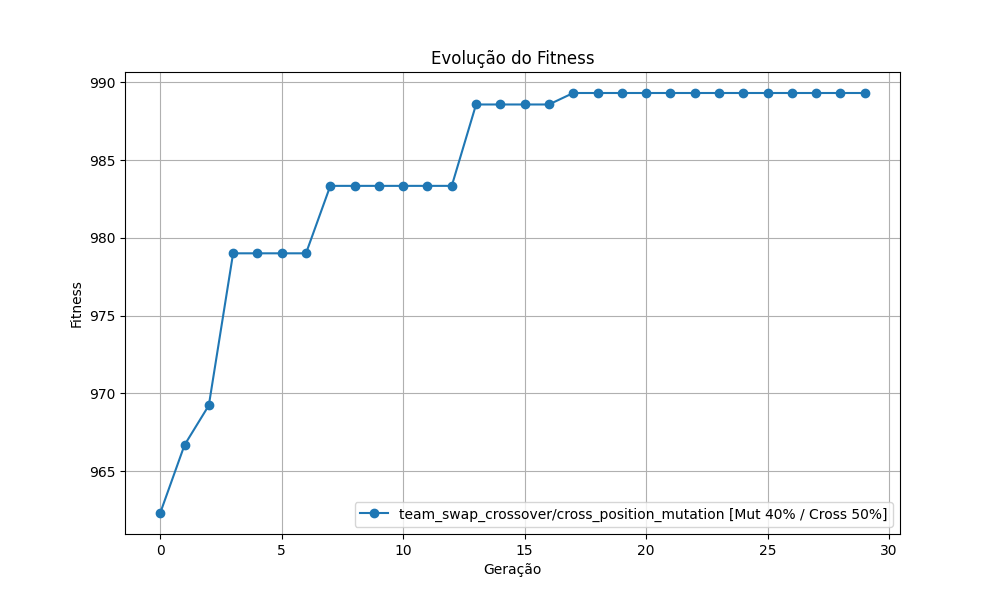 Evolução do Fitness
Fitness
990
985
980
975
970
965
0 5 10 15 20 25 30
Geração
team_swap_crossover/cross_position_mutation [Mut 40% / Cross 50%]